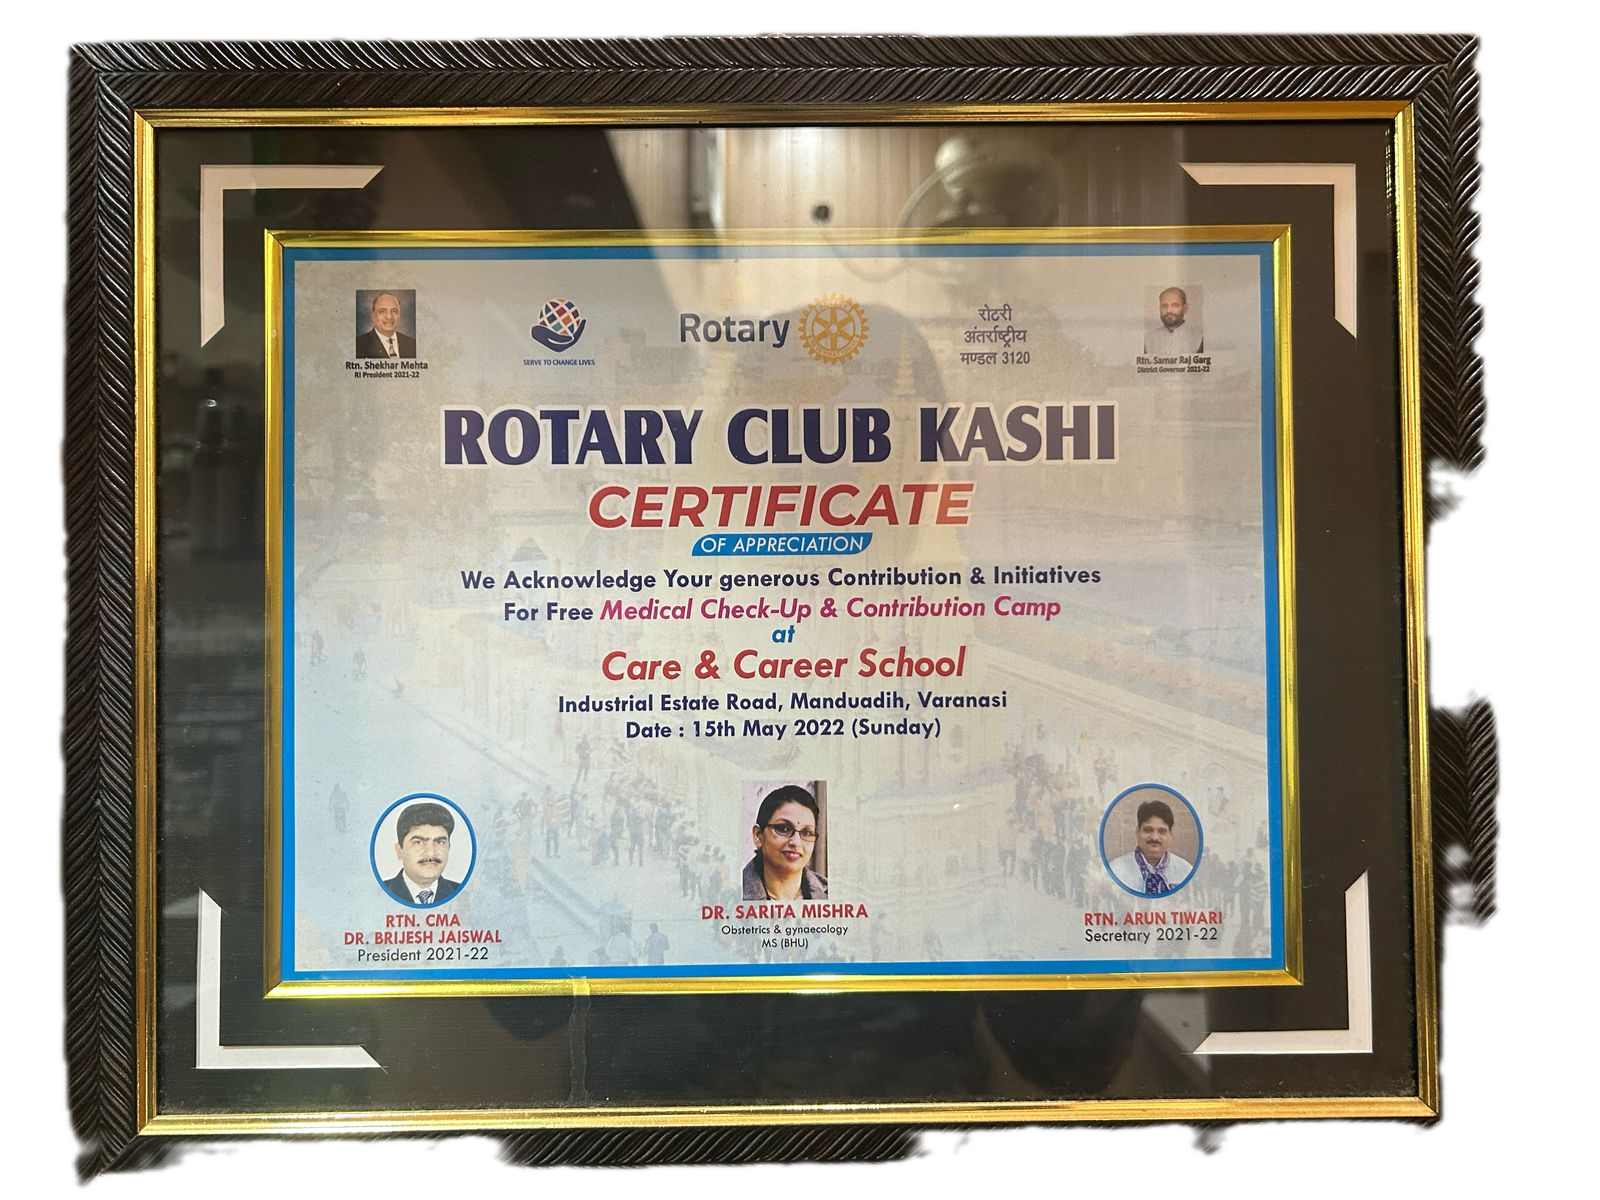 Rtn. Shekhar Mehta
RI President 2021-22
SERVE TO CHANGE LIVES
Rotary
रोटरी
अंतर्राष्ट्रीय
मण्डल 3120
Rtn. Samar Raj Garg
District Governor 2021-22
ROTARY CLUB KASHI
CERTIFICATE
OF APPRECIATION
We Acknowledge Your generous Contribution & Initiatives
For Free Medical Check-Up & Contribution Camp
at
Care & Career School
Industrial Estate Road, Manduadih, Varanasi
Date : 15th May 2022 (Sunday)
RTN. CMA
DR. BRIJESH JAISWAL
President 2021-22
DR. SARITA MISHRA
Obstetrics & gynaecology
MS (BHU)
RTN. ARUN TIWARI
Secretary 2021-22